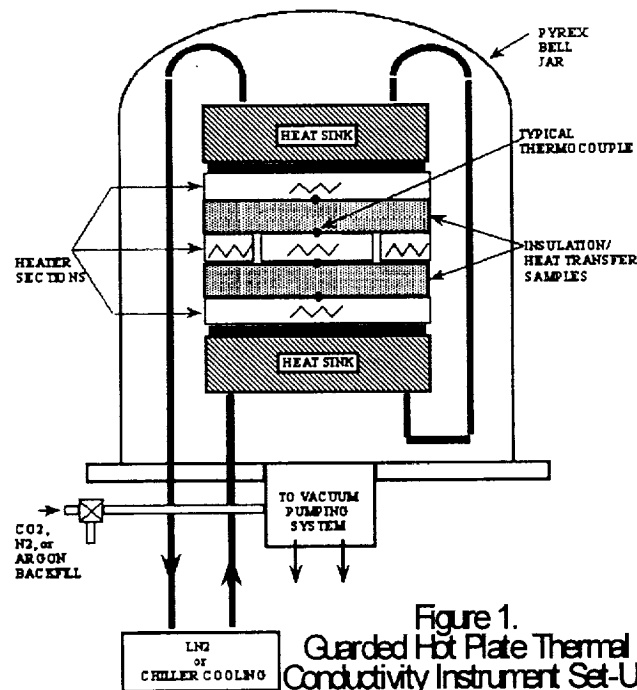 PYREX
BELL
JAR
HEAT SINK
TYPICAL
THERMOCOUPLE
HEATER
SECTIONS
INSULATION/
HEAT TRANSFER
SAMPLES
HEAT SINK
TO VACUUM
PUMPING
SYSTEM
CO2,
N2, or
ARGON
BACKFILL
LN2
or
CHILLER COOLING
Figure 1.
Guarded Hot Plate Thermal
Conductivity Instrument Set-U